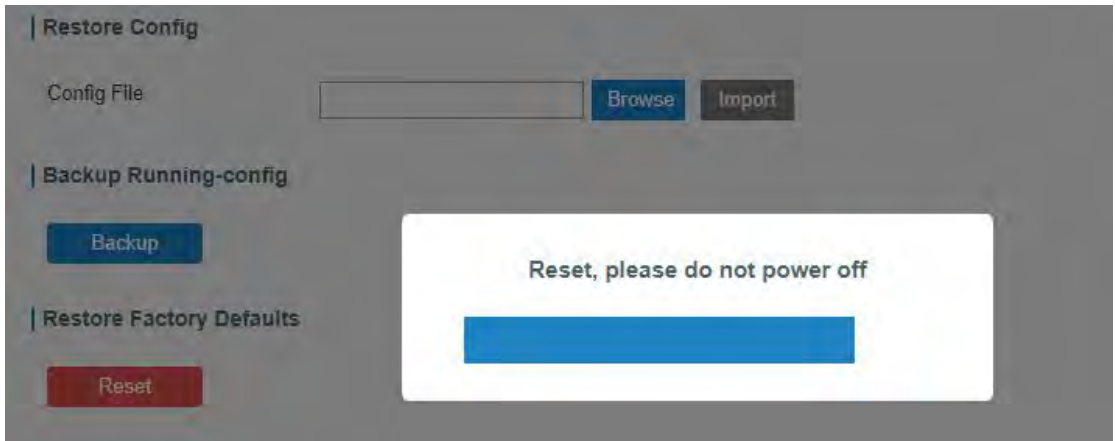 Restore Config
Config File
Browse
Import
Backup Running-config
Backup
Reset, please do not power off
Restore Factory Defaults
Reset